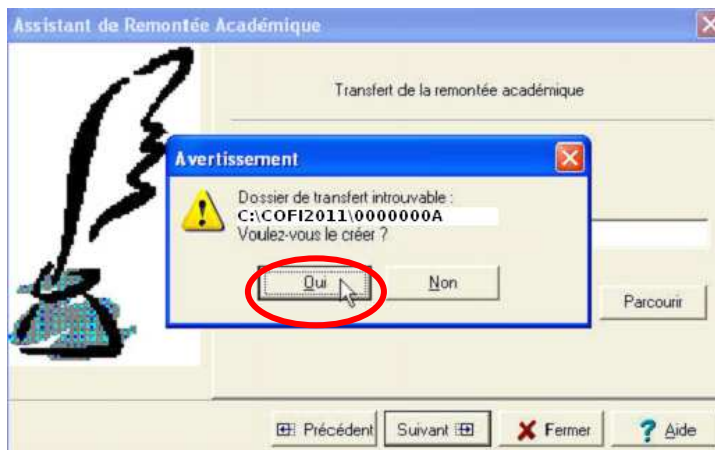 Assistant de Remontée Académique
Transfert de la remontée académique
Avertissement
Dossier de transfert introuvable :
C:\COFI2011\0000000A
Voulez-vous le créer ?
Oui Non
Parcourir
Précédent Suivant Fermer Aide